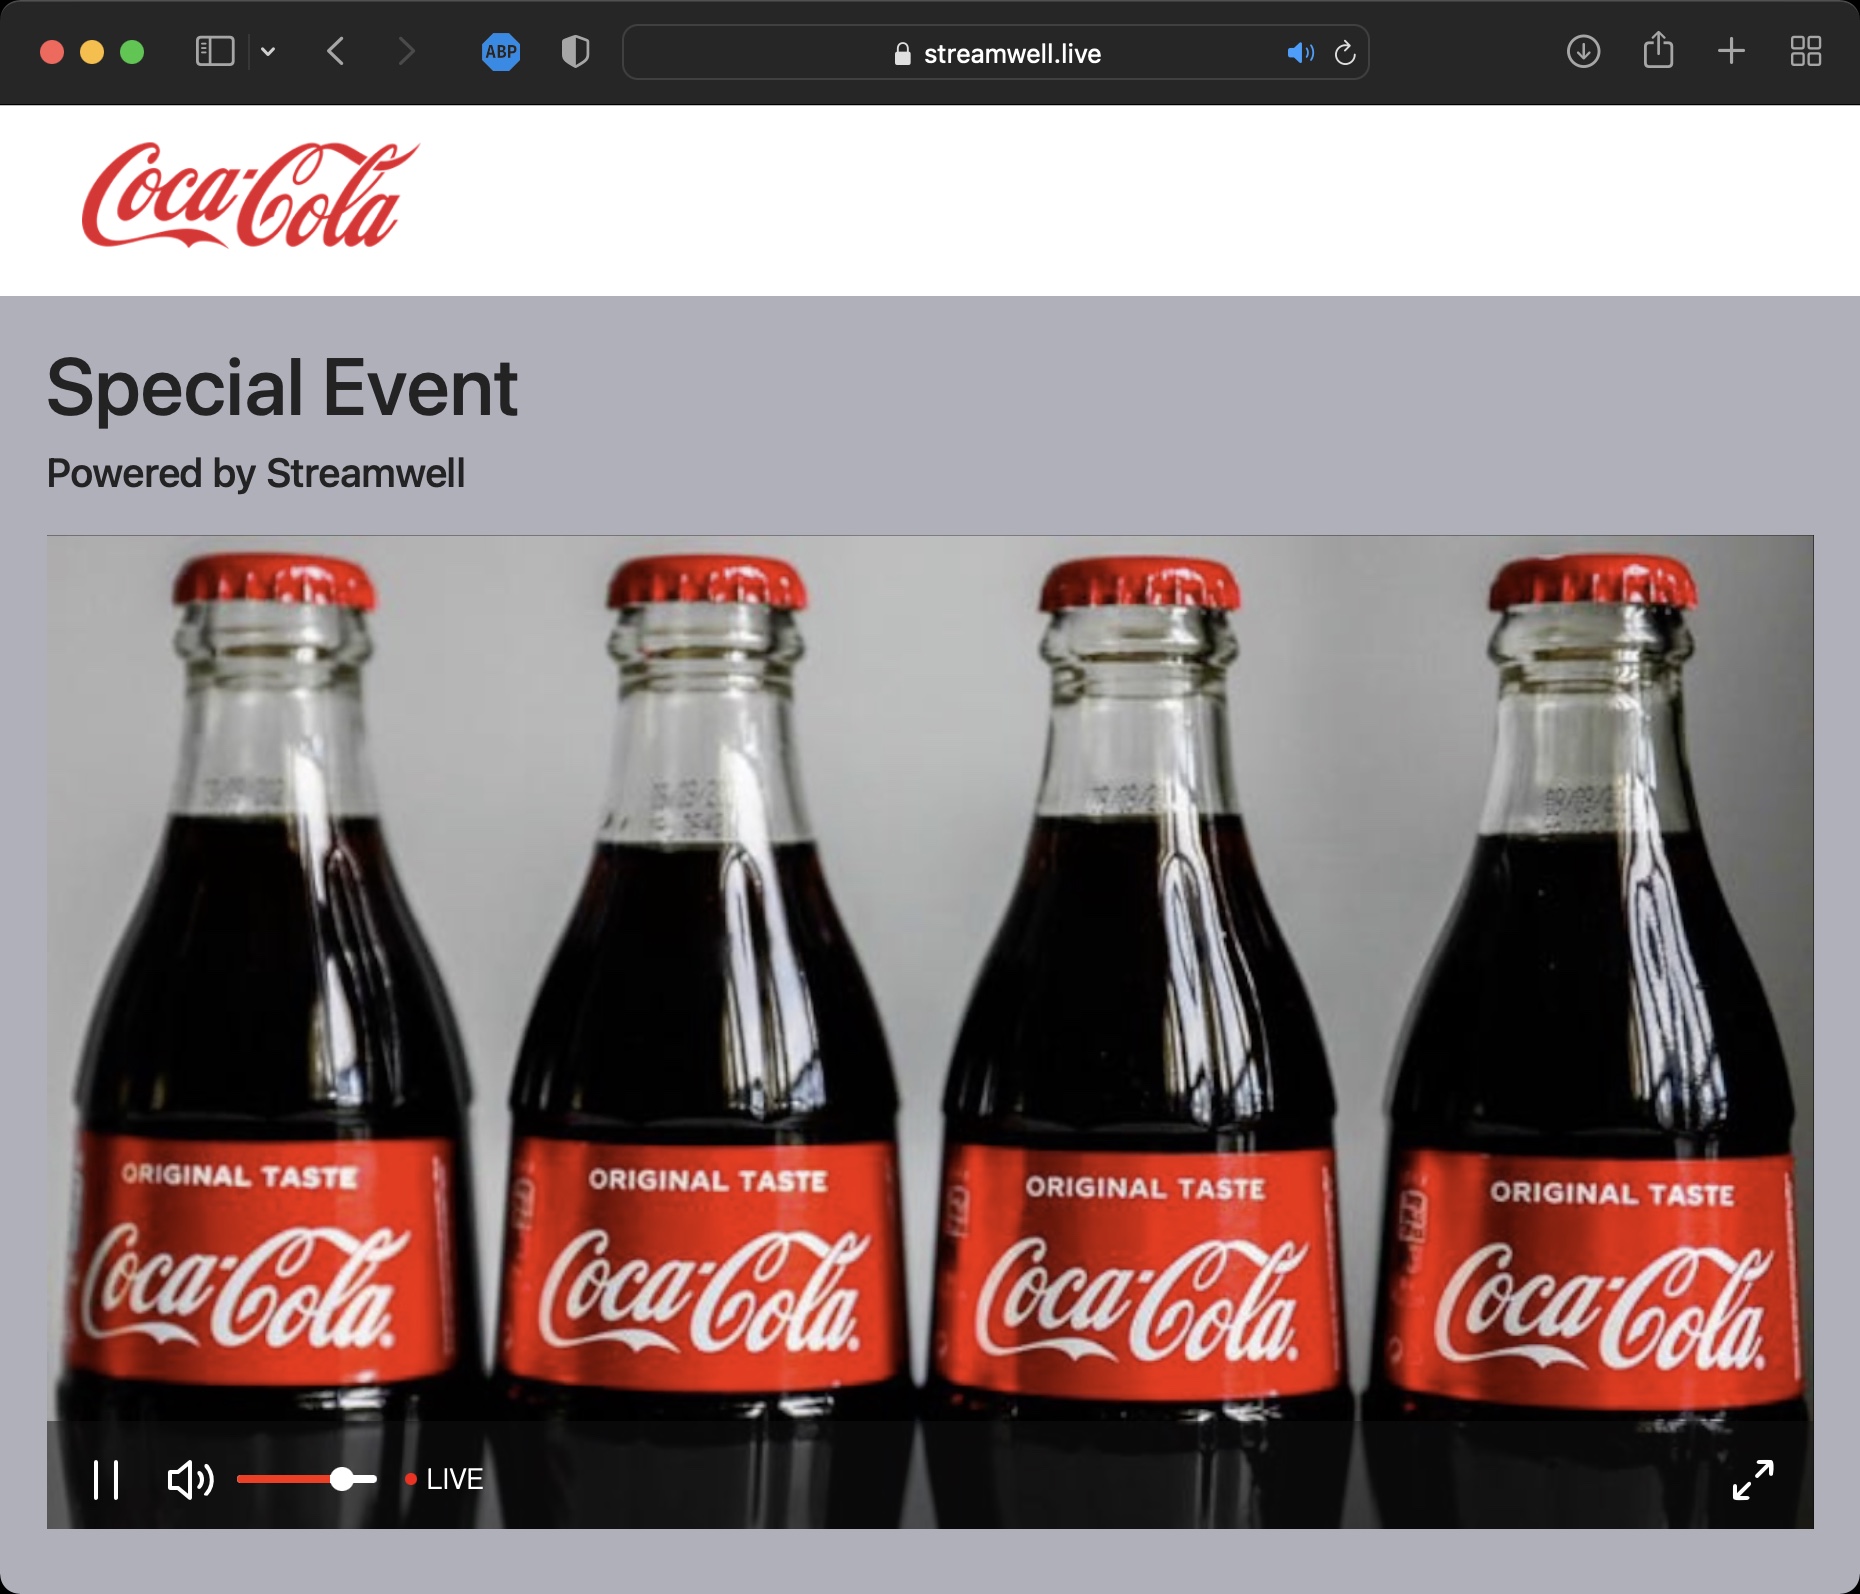 ABP
streamwell.live
Coca-Cola
Special Event
Powered by Streamwell
ORIGINAL TASTE
Coca-Cola
ORIGINAL TASTE
Coca-Cola
ORIGINAL TASTE
Coca-Cola
ORIGINAL TASTE
Coca-Cola
LIVE